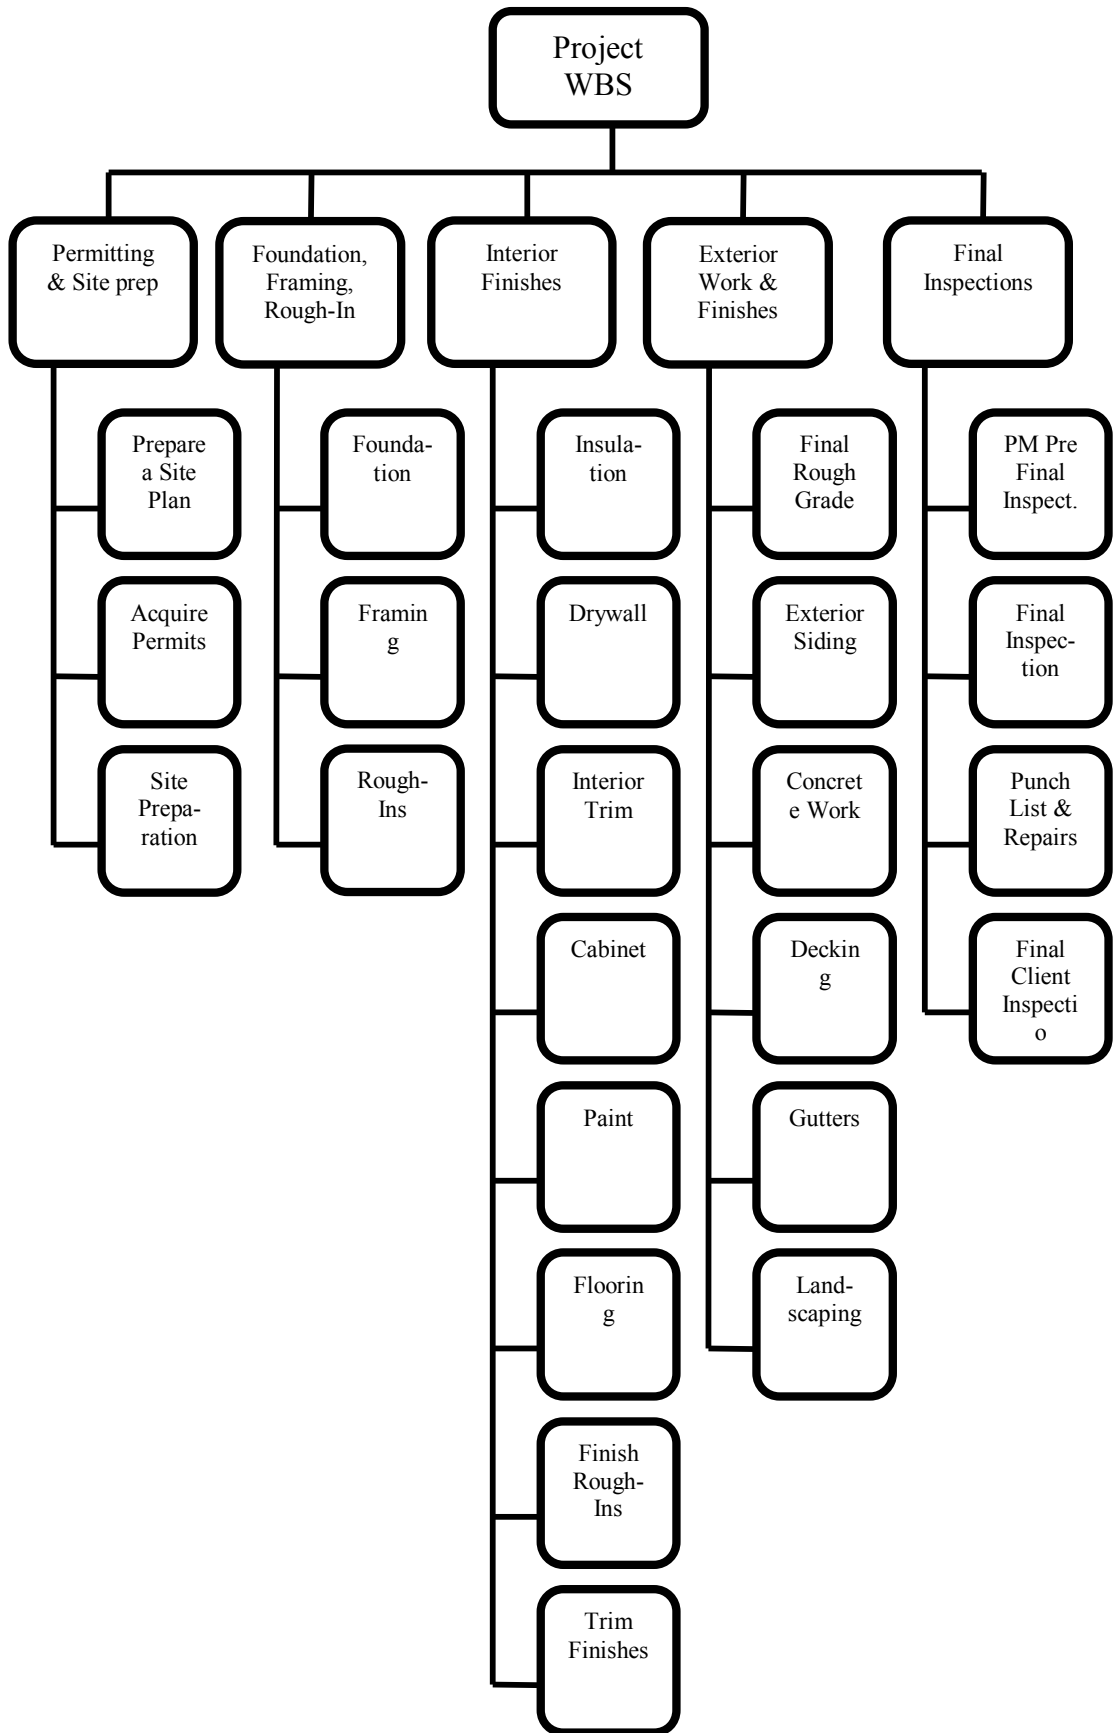 Project
WBS
Permitting
& Site prep
Foundation,
Framing,
Rough-In
Interior
Finishes
Exterior
Work &
Finishes
Final
Inspections
Prepare
a Site
Plan
Acquire
Permits
Site
Prepa-
ration
Founda-
tion
Framin
g
Rough-
Ins
Insula-
tion
Drywall
Interior
Trim
Cabinet
Paint
Floorin
g
Finish
Rough-
Ins
Trim
Finishes
Final
Rough
Grade
Exterior
Siding
Concret
e Work
Deckin
g
Gutters
Land-
scaping
PM Pre
Final
Inspect.
Final
Inspec-
tion
Punch
List &
Repairs
Final
Client
Inspecti
o